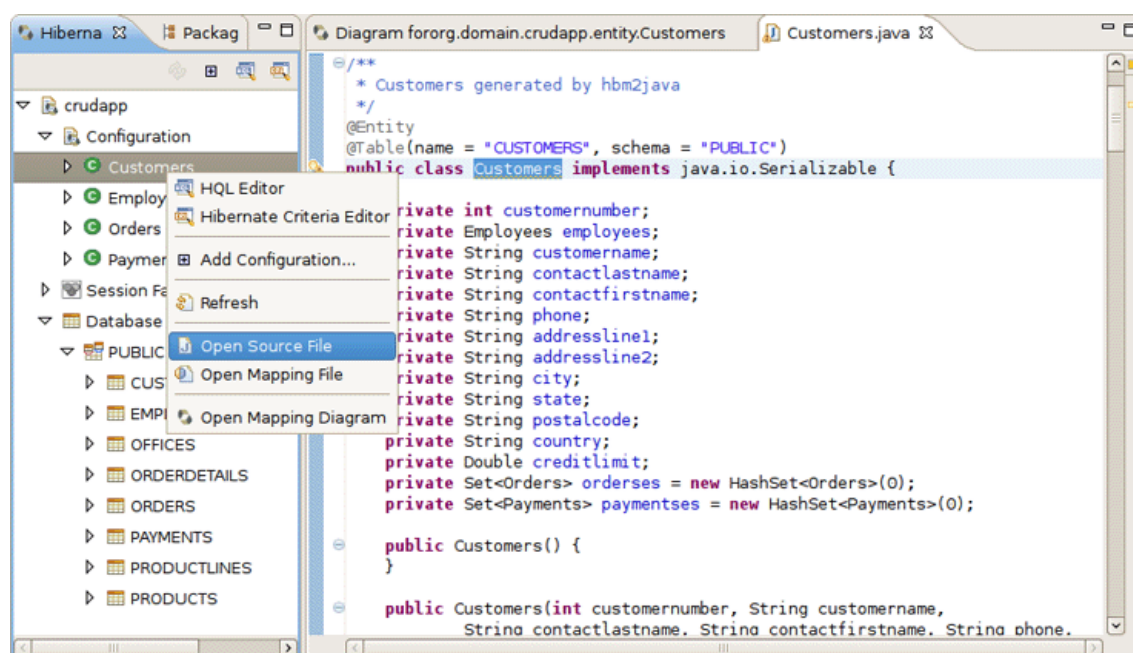 Hiberna
Packag
Diagram fororg.domain.crudapp.entity.Customers
Customers.java
crudapp
Configuration
Customers
Employ
Orders
Paymer
Session Fa
Database
PUBLIC
CUS
EMPI
OFFICES
ORDERDETAILS
ORDERS
PAYMENTS
PRODUCTLINES
PRODUCTS
HQL Editor
Hibernate Criteria Editor
Add Configuration...
Refresh
Open Source File
Open Mapping File
Open Mapping Diagram
/**
* Customers generated by hbm2java
*/
@Entity
@Table(name = "CUSTOMERS", schema = "PUBLIC")
public class Customers implements java.io.Serializable {
rivate int customernumber;
rivate Employees employees;
rivate String customername;
rivate String contactlastname;
rivate String contactfirstname;
rivate String phone;
rivate String addressline1;
rivate String addressline2;
rivate String city;
rivate String state;
rivate String postalcode;
private String country;
private Double creditlimit;
private Set<Orders> orderses = new HashSet<Orders>(0);
private Set<Payments> paymentses = new HashSet<Payments>(0);
public Customers() {
}
public Customers(int customernumber, String customername,
String contactlastname, String contactfirstname, String phone,